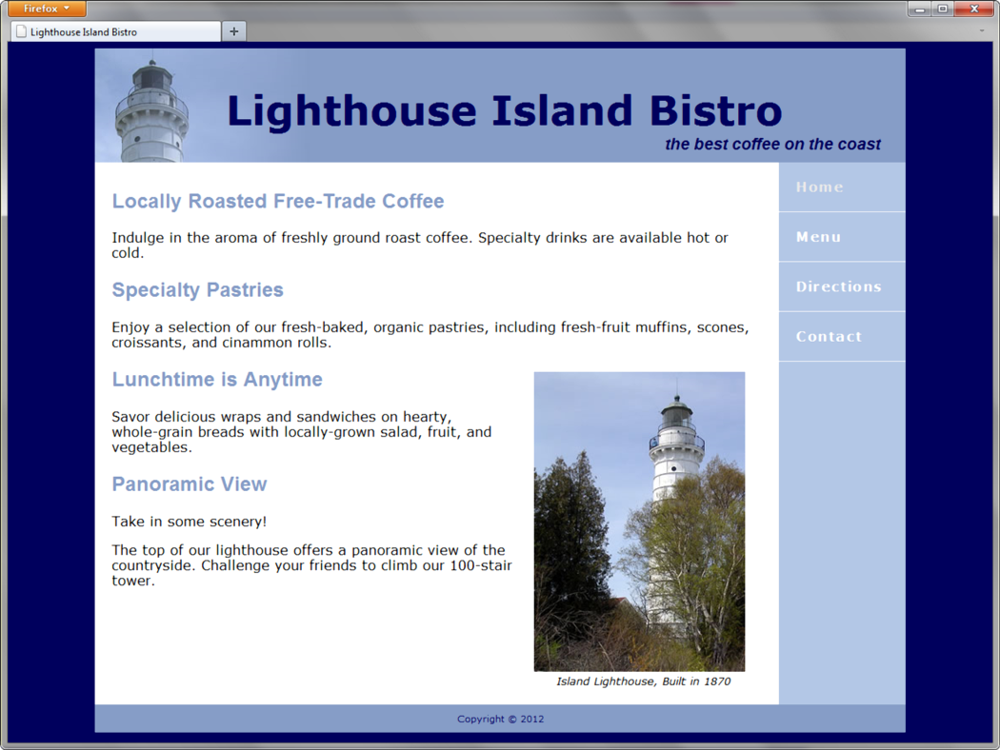 Firefox
Lighthouse Island Bistro
Lighthouse Island Bistro
the best coffee on the coast
Home
Menu
Directions
Contact
Locally Roasted Free-Trade Coffee
Indulge in the aroma of freshly ground roast coffee. Specialty drinks are available hot or
cold.
Specialty Pastries
Enjoy a selection of our fresh-baked, organic pastries, including fresh-fruit muffins, scones,
croissants, and cinammon rolls.
Lunchtime is Anytime
Savor delicious wraps and sandwiches on hearty,
whole-grain breads with locally-grown salad, fruit, and
vegetables.
Panoramic View
Take in some scenery!
The top of our lighthouse offers a panoramic view of the
countryside. Challenge your friends to climb our 100-stair
tower.
Island Lighthouse, Built in 1870
Copyright © 2012